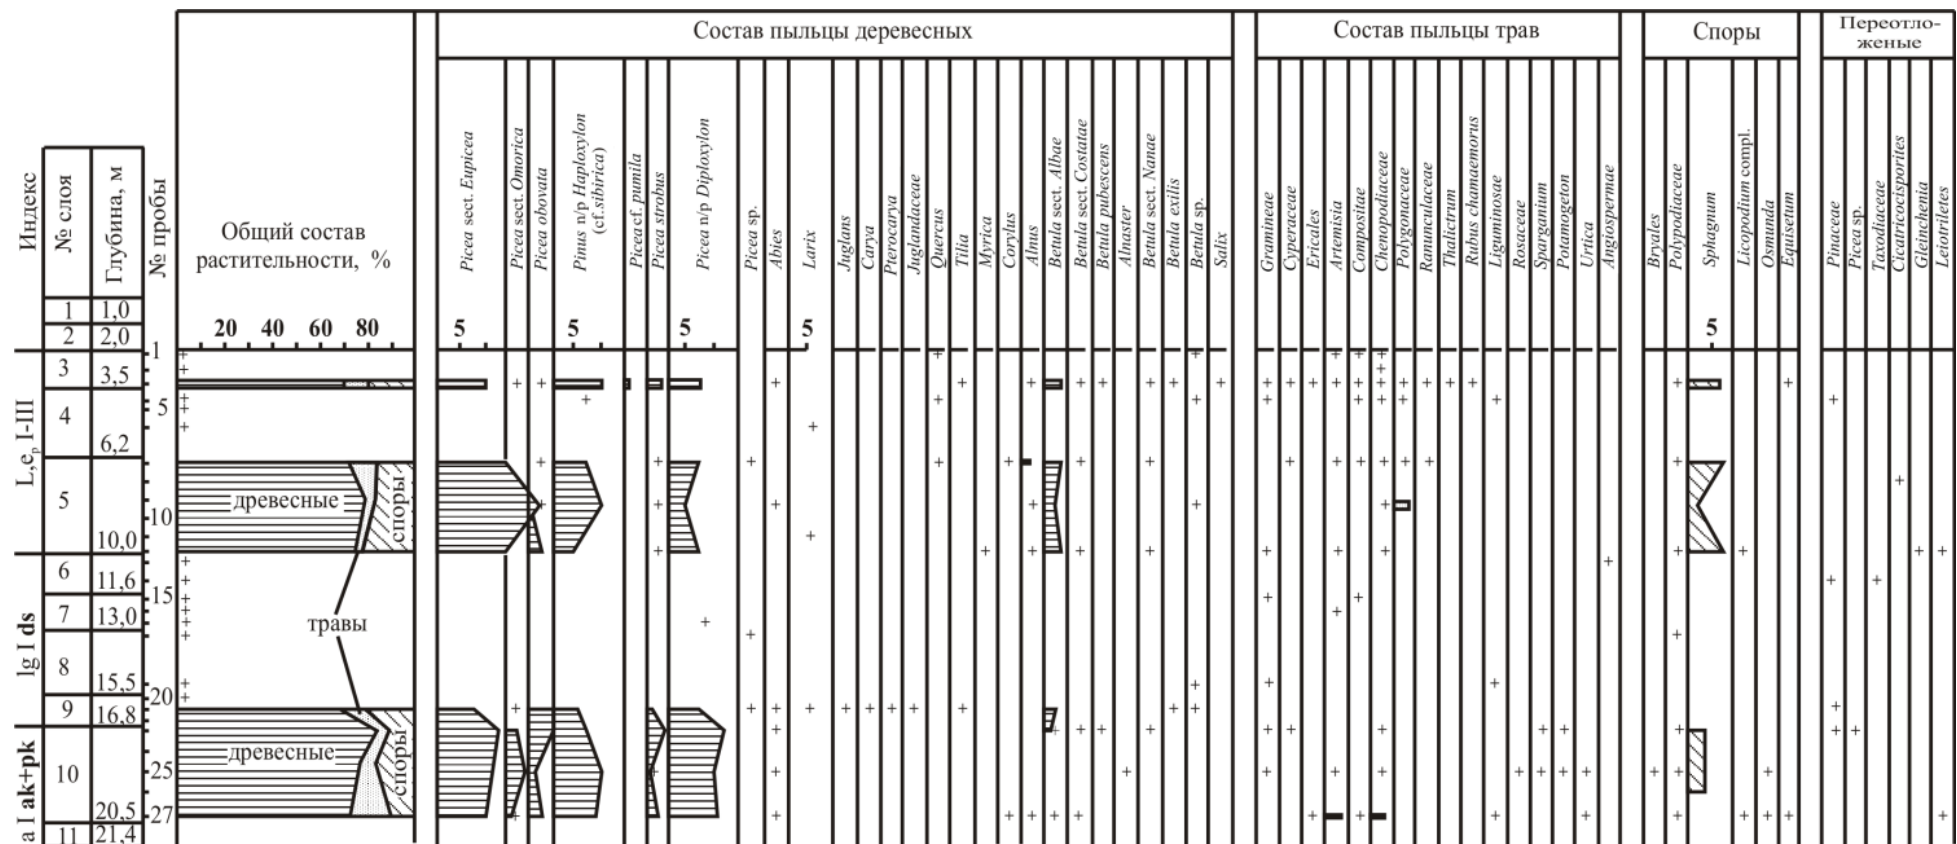 Состав пыльцы деревесных
Состав пыльцы трав
Споры
Переотло-
женые
Индекс
№ слоя
Глубина, м
№ пробы
Общий состав
растительности, %
Picea sect. Eupicea
Picea sect. Omorica
Picea obovata
Pinus п/р Haploxylon
(cf. sibirica)
Picea cf. pumila
Picea strobus
Picea п/р Diploxylon
Picea sp.
Abies
Larix
Juglans
Carya
Pterocarya
Juglandaceae
Quercus
Tilia
Myrica
Corylus
Alnus
Betula sect. Albae
Betula sect. Costatae
Betula pubescens
Alnaster
Betula sect. Nanae
Betula exilis
Betula sp.
Salix
Gramineae
Cyperaceae
Ericales
Artemisia
Compositae
Chenopodiaceae
Polygonaceae
Ranunculaceae
Thalictrum
Rubus chamaemorus
Liguminosae
Rosaceae
Sparganium
Potamogeton
Urtica
Angiospermae
Bryales
Polypodiaceae
Sphagnum
Licopodium compl.
Osmunda
Equisetum
Pinaceae
Picea sp.
Taxodiaceae
Cicatricocisporites
Gleinchenia
Leiotriletes
1 1,0
2 2,0
20 40 60 80
5 5 5 5 5
1
3 3,5
5
4 6,2
5 10,0
10
6 11,6
15
7 13,0
8 15,5
20
9 16,8
25
10 20,5
27
11 21,4
L,eр I-III
lg I ds
a I ak+pk
древесные
споры
травы
древесные
споры